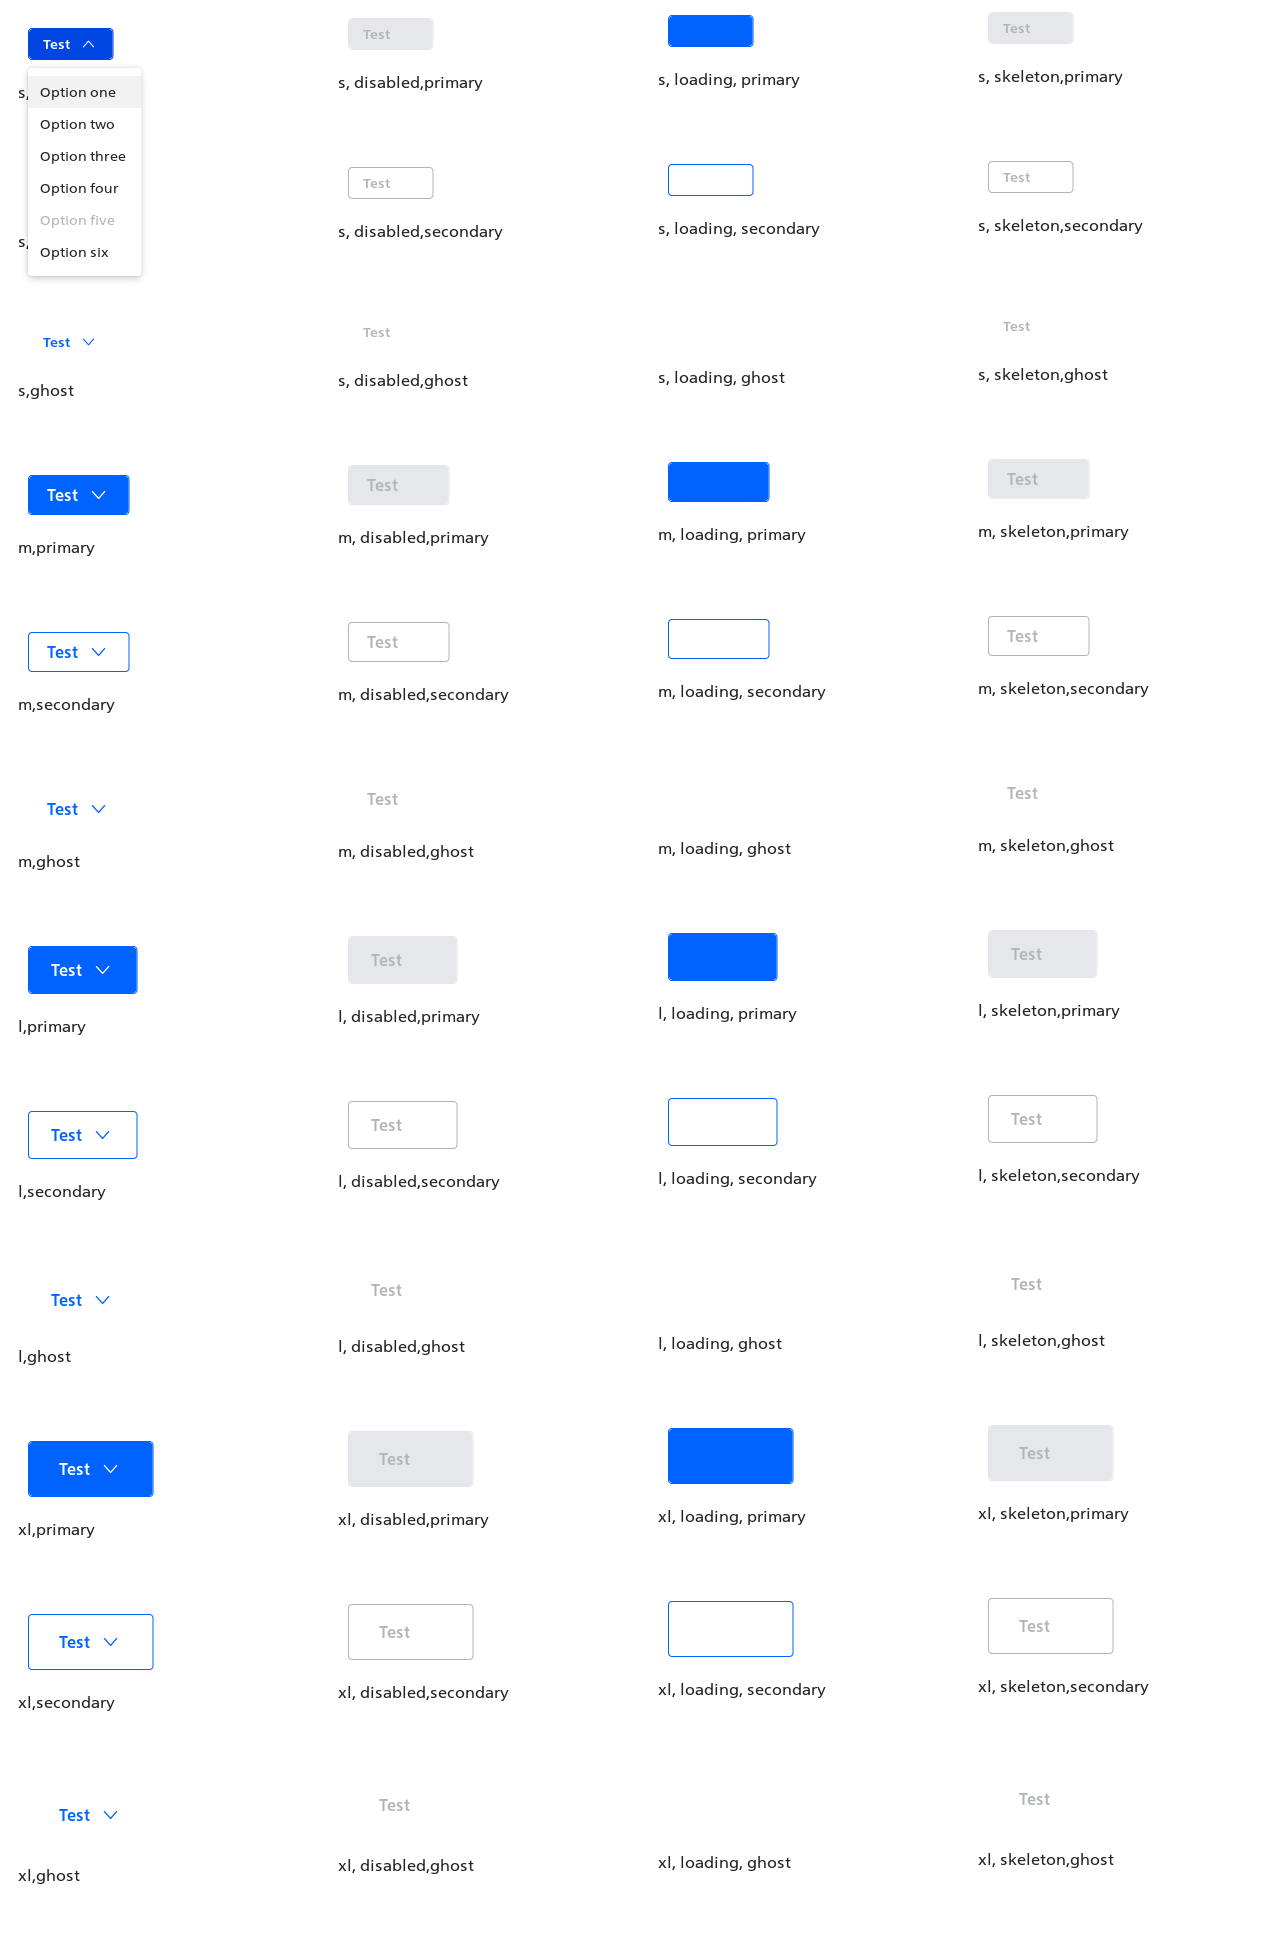 Test
Test
Test
s, disabled,primary
s, loading, primary
s, skeleton,primary
s,
Option one
Option two
Option three
Option four
Option five
Option six
Test
Test
s,
s, disabled,secondary
s, loading, secondary
s, skeleton,secondary
Test
Test
Test
s,ghost
s, disabled,ghost
s, loading, ghost
s, skeleton,ghost
Test
Test
Test
m,primary
m, disabled,primary
m, loading, primary
m, skeleton,primary
Test
Test
Test
m,secondary
m, disabled,secondary
m, loading, secondary
m, skeleton,secondary
Test
Test
Test
m,ghost
m, disabled,ghost
m, loading, ghost
m, skeleton,ghost
Test
Test
Test
l,primary
l, disabled,primary
l, loading, primary
l, skeleton,primary
Test
Test
Test
l,secondary
l, disabled,secondary
l, loading, secondary
l, skeleton,secondary
Test
Test
Test
l,ghost
l, disabled,ghost
l, loading, ghost
l, skeleton,ghost
Test
Test
Test
xl,primary
xl, disabled,primary
xl, loading, primary
xl, skeleton,primary
Test
Test
Test
xl,secondary
xl, disabled,secondary
xl, loading, secondary
xl, skeleton,secondary
Test
Test
Test
xl,ghost
xl, disabled,ghost
xl, loading, ghost
xl, skeleton,ghost